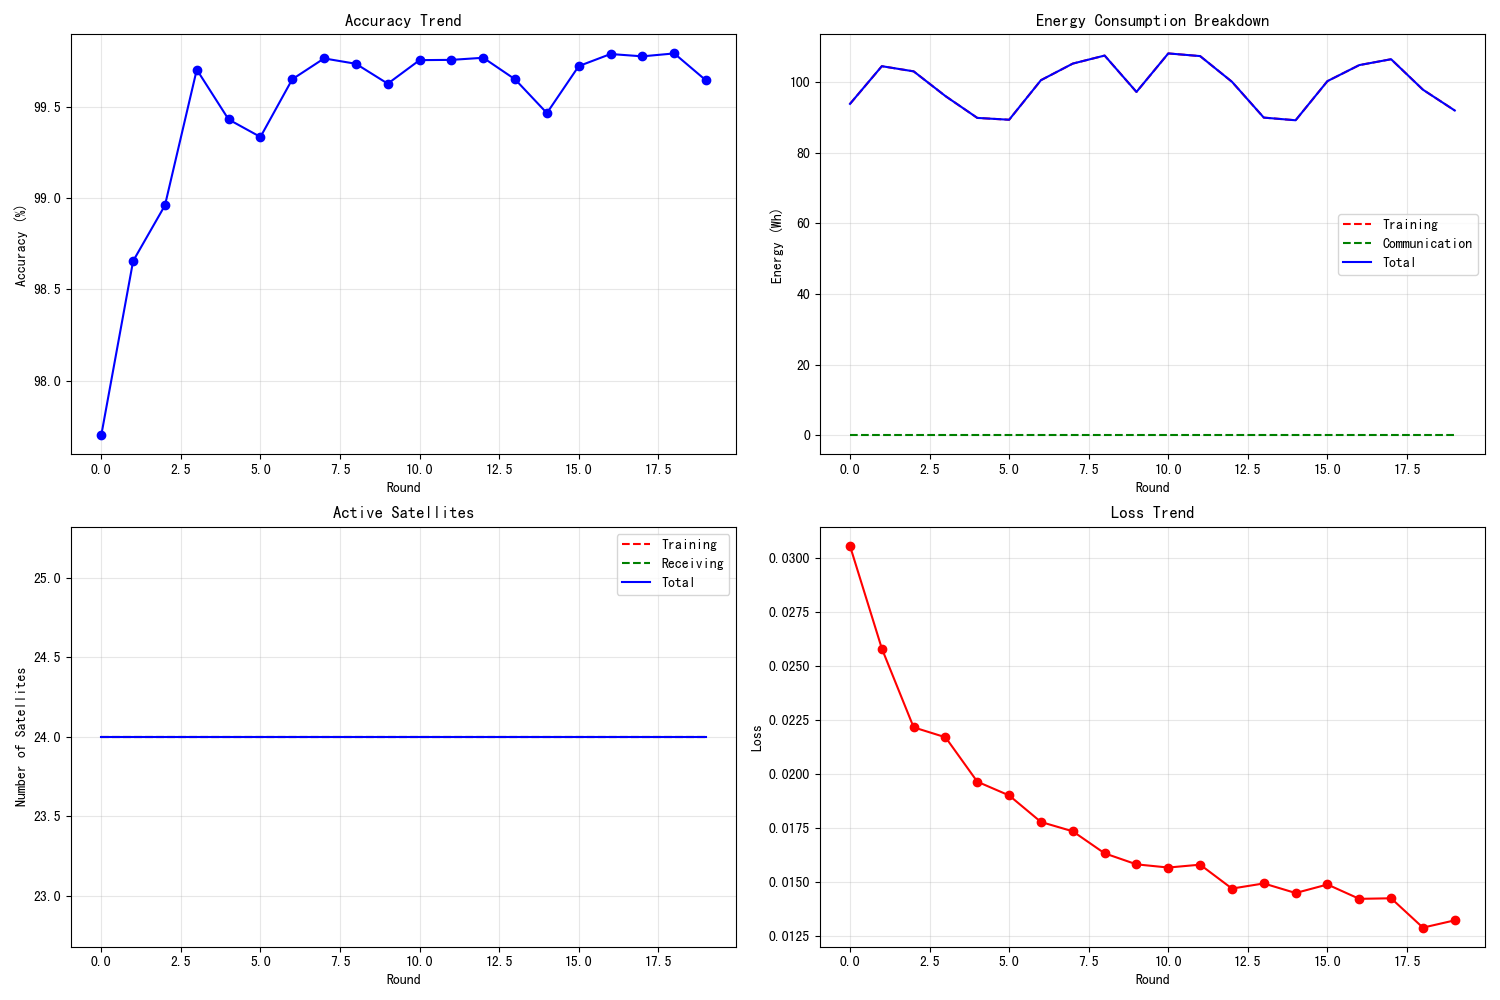 Accuracy Trend
Accuracy (%)
99.5
99.0
98.5
98.0
0.0 2.5 5.0 7.5 10.0 12.5 15.0 17.5
Round
Energy Consumption Breakdown
Energy (Wh)
100
80
60
40
20
0
Training
Communication
Total
0.0 2.5 5.0 7.5 10.0 12.5 15.0 17.5
Round
Active Satellites
Number of Satellites
25.0
24.5
24.0
23.5
23.0
Training
Receiving
Total
0.0 2.5 5.0 7.5 10.0 12.5 15.0 17.5
Round
Loss Trend
Loss
0.0300
0.0275
0.0250
0.0225
0.0200
0.0175
0.0150
0.0125
0.0 2.5 5.0 7.5 10.0 12.5 15.0 17.5
Round